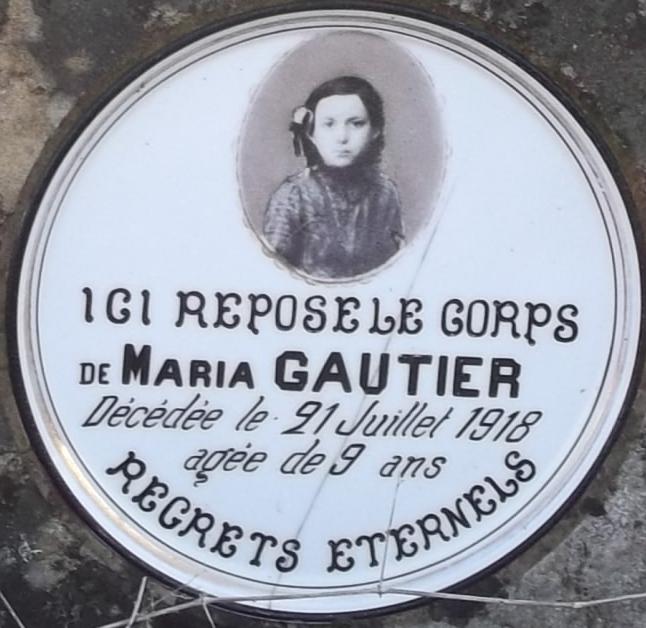 ICI REPOSE LE CORPS
DE MARIA GAUTIER
Décédée le 21 Juillet 1918
agée de 9 ans
REGRETS ETERNELS